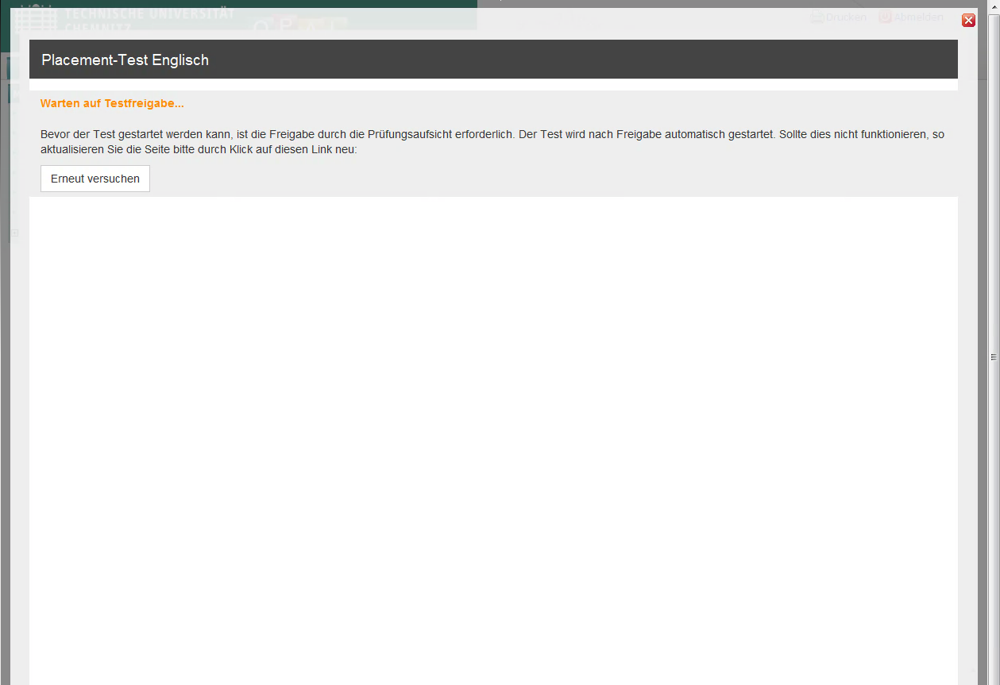 TECHNISCHE UNIVERSITÄT
CHEMNITZ
OPAL
Drucken
Abmelden
Placement-Test Englisch
Warten auf Testfreigabe...
Bevor der Test gestartet werden kann, ist die Freigabe durch die Prüfungsaufsicht erforderlich. Der Test wird nach Freigabe automatisch gestartet. Sollte dies nicht funktionieren, so
aktualisieren Sie die Seite bitte durch Klick auf diesen Link neu:
Erneut versuchen